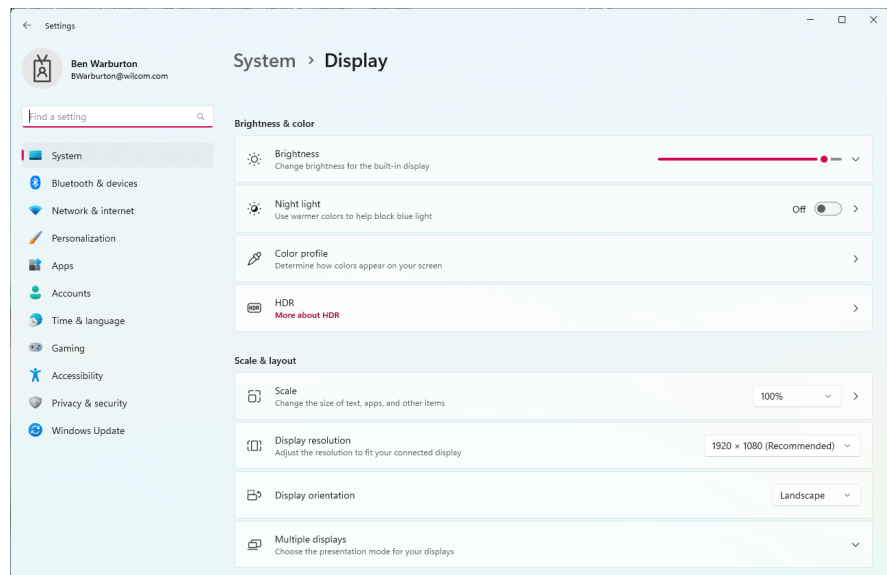 Settings
Ben Warburton
BWarburton@wilcom.com
Find a setting
System
Bluetooth & devices
Network & internet
Personalization
Apps
Accounts
Time & language
Gaming
Accessibility
Privacy & security
Windows Update
System > Display
Brightness & color
Brightness
Change brightness for the built-in display
Night light
Use warmer colors to help block blue light
Off
Color profile
Determine how colors appear on your screen
HDR
HDR
More about HDR
Scale & layout
Scale
Change the size of text, apps, and other items
100%
Display resolution
Adjust the resolution to fit your connected display
1920 × 1080 (Recommended)
Display orientation
Landscape
Multiple displays
Choose the presentation mode for your displays